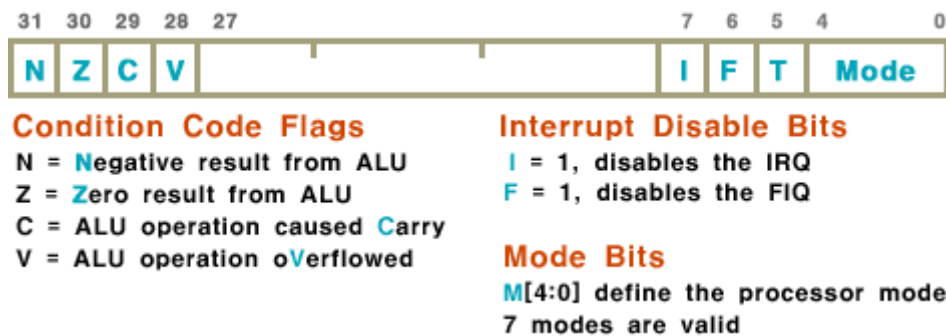 31 30 29 28 27 7 6 5 4 0
N Z C V I F T Mode
Condition Code Flags
N = Negative result from ALU
Z = Zero result from ALU
C = ALU operation caused Carry
V = ALU operation oVerflowed
Interrupt Disable Bits
I = 1, disables the IRQ
F = 1, disables the FIQ
Mode Bits
M[4:0] define the processor mode
7 modes are valid